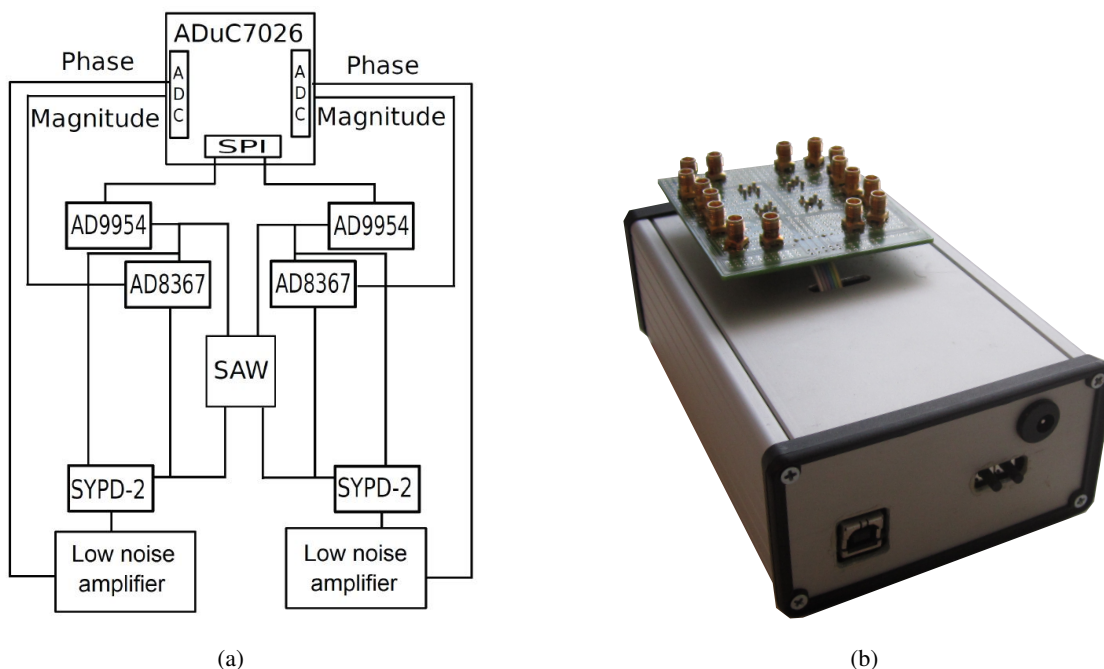 ADuC7026
Phase
Phase
A
D
C
A
D
C
Magnitude
Magnitude
SPI
AD9954
AD9954
AD8367
AD8367
SAW
SYPD-2
SYPD-2
Low noise
amplifier
Low noise
amplifier
(a)
(b)